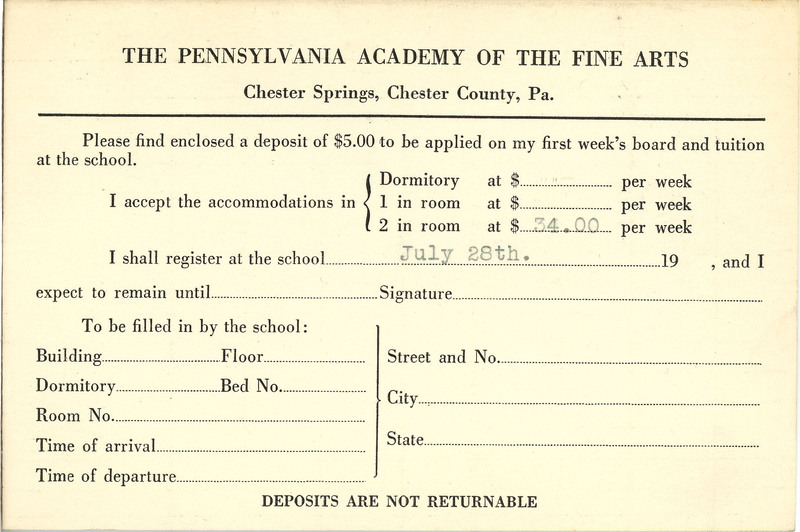 THE PENNSYLVANIA ACADEMY OF THE FINE ARTS
Chester Springs, Chester County, Pa.
Please find enclosed a deposit of $5.00 to be applied on my first week's board and tuition
at the school.
Dormitory at $ per week
I accept the accommodations in { 1 in room at $ per week
2 in room at $ 34.00 per week
I shall register at the school July 28th. 19 , and I
expect to remain until Signature
To be filled in by the school:
Building Floor
Dormitory Bed No.
Room No.
Time of arrival
Time of departure
Street and No.
City
State
DEPOSITS ARE NOT RETURNABLE